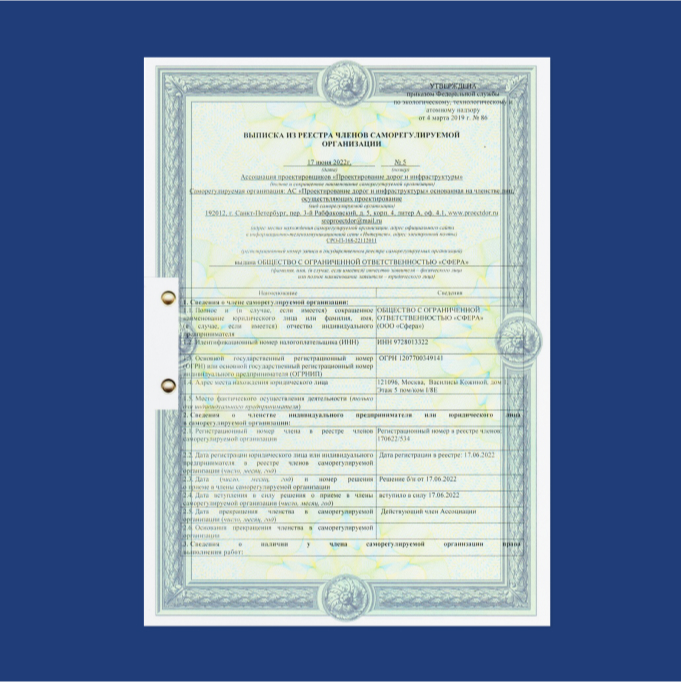 УТВЕРЖДЕНА
приказом Федеральной службы
по экологическому, технологическому и
атомному надзору
от 4 марта 2019 г. № 86
ВЫПИСКА ИЗ РЕЕСТРА ЧЛЕНОВ САМОРЕГУЛИРУЕМОЙ
ОРГАНИЗАЦИИ
17 июня 2022г. № 5
(дата) (номер)
Ассоциация проектировщиков «Проектирование дорог и инфраструктуры»
(полное и сокращенное наименование саморегулируемой организации)
Саморегулируемая организация: АС «Проектирование дорог и инфраструктуры» основанная на членстве лиц,
осуществляющих проектирование
(вид саморегулируемой организации)
192012, г. Санкт-Петербург, пер. 3-й Рабфаковский, д. 5, корп. 4, литер А, оф. 4.1, www.proectdor.ru
sroproectdor@mail.ru
(адрес места нахождения саморегулируемой организации, адрес официального сайта
в информационно-телекоммуникационной сети «Интернет», адрес электронной почты)
СРО-П-168-22112011
(регистрационный номер записи в государственном реестре саморегулируемых организаций)
выдана ОБЩЕСТВО С ОГРАНИЧЕННОЙ ОТВЕТСТВЕННОСТЬЮ «СФЕРА»
(фамилия, имя, (в случае, если имеется) отчество заявителя – физического лица
или полное наименование заявителя – юридического лица)
Наименование Сведения
1. Сведения о члене саморегулируемой организации:
1.1. Полное и (в случае, если имеется) сокращенное
наименование юридического лица или фамилия, имя,
(в случае, если имеется) отчество индивидуального
предпринимателя
ОБЩЕСТВО С ОГРАНИЧЕННОЙ
ОТВЕТСТВЕННОСТЬЮ «СФЕРА»
(ООО «Сфера»)
1.2. Идентификационный номер налогоплательщика (ИНН)
ИНН 9728013322
1.3. Основной государственный регистрационный номер
(ОГРН) или основной государственный регистрационный номер
индивидуального предпринимателя (ОГРНИП)
ОГРН 1207700349143
1.4. Адрес места нахождения юридического лица
121096, Москва, Василисы Кожиной, дом 1,
Этаж 5 пом/ком I/8Е
1.5. Место фактического осуществления деятельности (только
для индивидуального предпринимателя)
2. Сведения о членстве индивидуального предпринимателя или юридического лица
в саморегулируемой организации:
2.1. Регистрационный номер члена в реестре членов
саморегулируемой организации
Регистрационный номер в реестре членов:
170622/534
2.2. Дата регистрации юридического лица или индивидуального
предпринимателя в реестре членов саморегулируемой
организации (число, месяц, год)
Дата регистрации в реестре: 17.06.2022
2.3. Дата (число, месяц, год) и номер решения
о приеме в члены саморегулируемой организации
Решение б/н от 17.06.2022
2.4. Дата вступления в силу решения о приеме в члены
саморегулируемой организации (число, месяц, год)
вступило в силу 17.06.2022
2.5. Дата прекращения членства в саморегулируемой
организации (число, месяц, год)
Действующий член Ассоциации
2.6. Основания прекращения членства в саморегулируемой
организации
3. Сведения о наличии у члена саморегулируемой организации права
выполнения работ: